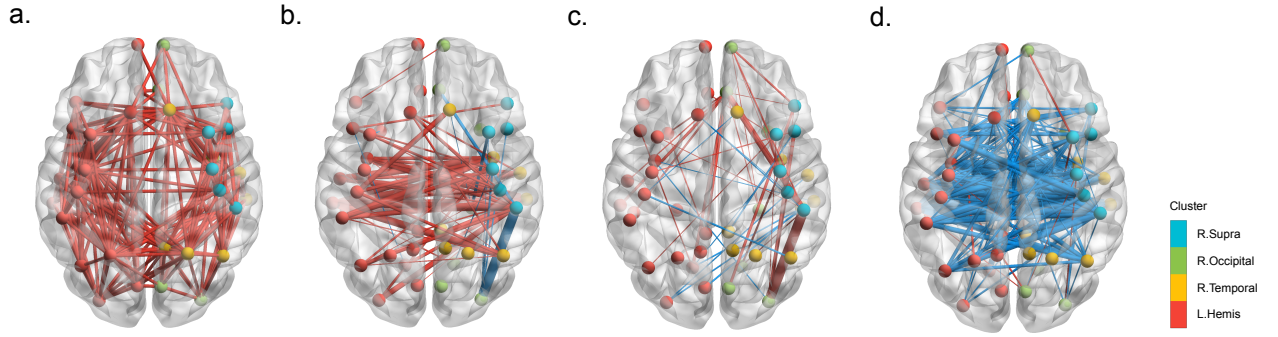 a.
b.
c.
d.
Cluster
R.Supra
R.Occipital
R.Temporal
L.Hemis